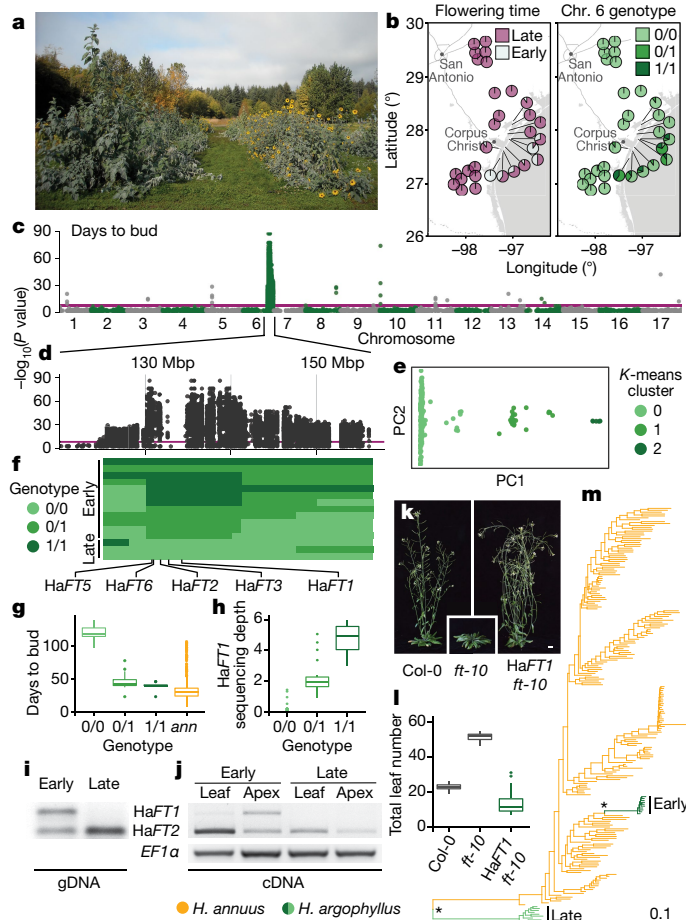 a
b
Flowering time
Chr. 6 genotype
Late
Early
0/0
0/1
1/1
San
Antonio
San
Antonio
Corpus
Christi
Corpus
Christi
Latitude (°)
30
29
28
27
26
–98
–97
–98
–97
Longitude (°)
c
Days to bud
90
60
30
0
–log10(P value)
1 2 3 4 5 6 7 8 9 10 11 12 13 14 15 16 17
Chromosome
d
130 Mbp
150 Mbp
90
60
30
0
e
PC2
PC1
K-means
cluster
0
1
2
f
Genotype
0/0
0/1
1/1
Early
Late
HaFT5
HaFT6
HaFT2
HaFT3
HaFT1
g
Days to bud
100
50
0
0/0 0/1 1/1 ann
Genotype
h
HaFT1
sequencing depth
6
4
2
0
0/0 0/1 1/1
Genotype
i
Early Late
gDNA
j
Early
Late
Leaf Apex Leaf Apex
HaFT1
HaFT2
EF1α
cDNA
k
Col-0
ft-10
HaFT1
ft-10
l
Total leaf number
60
40
20
0
Col-0
ft-10
HaFT1
ft-10
m
*
Early
*
Late
0.1
H. annuus
H. argophyllus